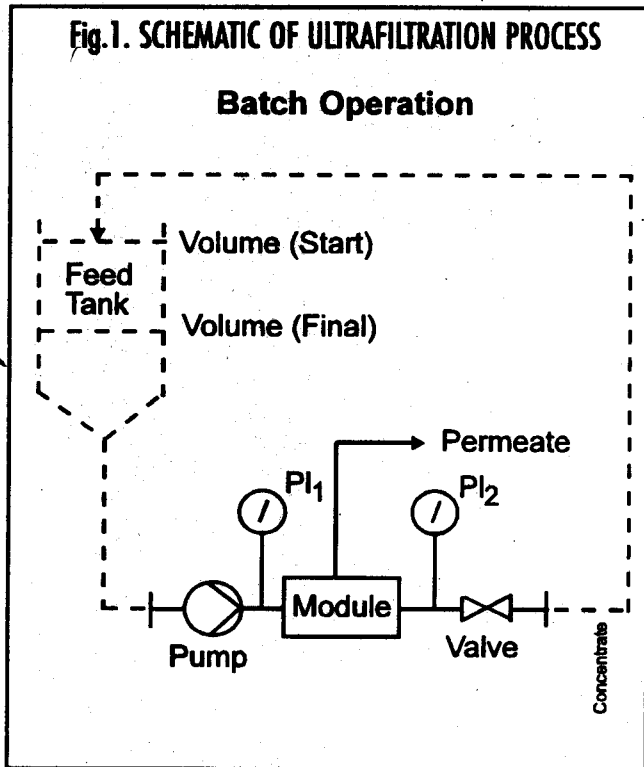 Fig.1. SCHEMATIC OF ULTRAFILTRATION PROCESS
Batch Operation
Volume (Start)
Feed
Tank
Volume (Final)
Permeate
PI1
PI2
Module
Pump
Valve
Concentrate